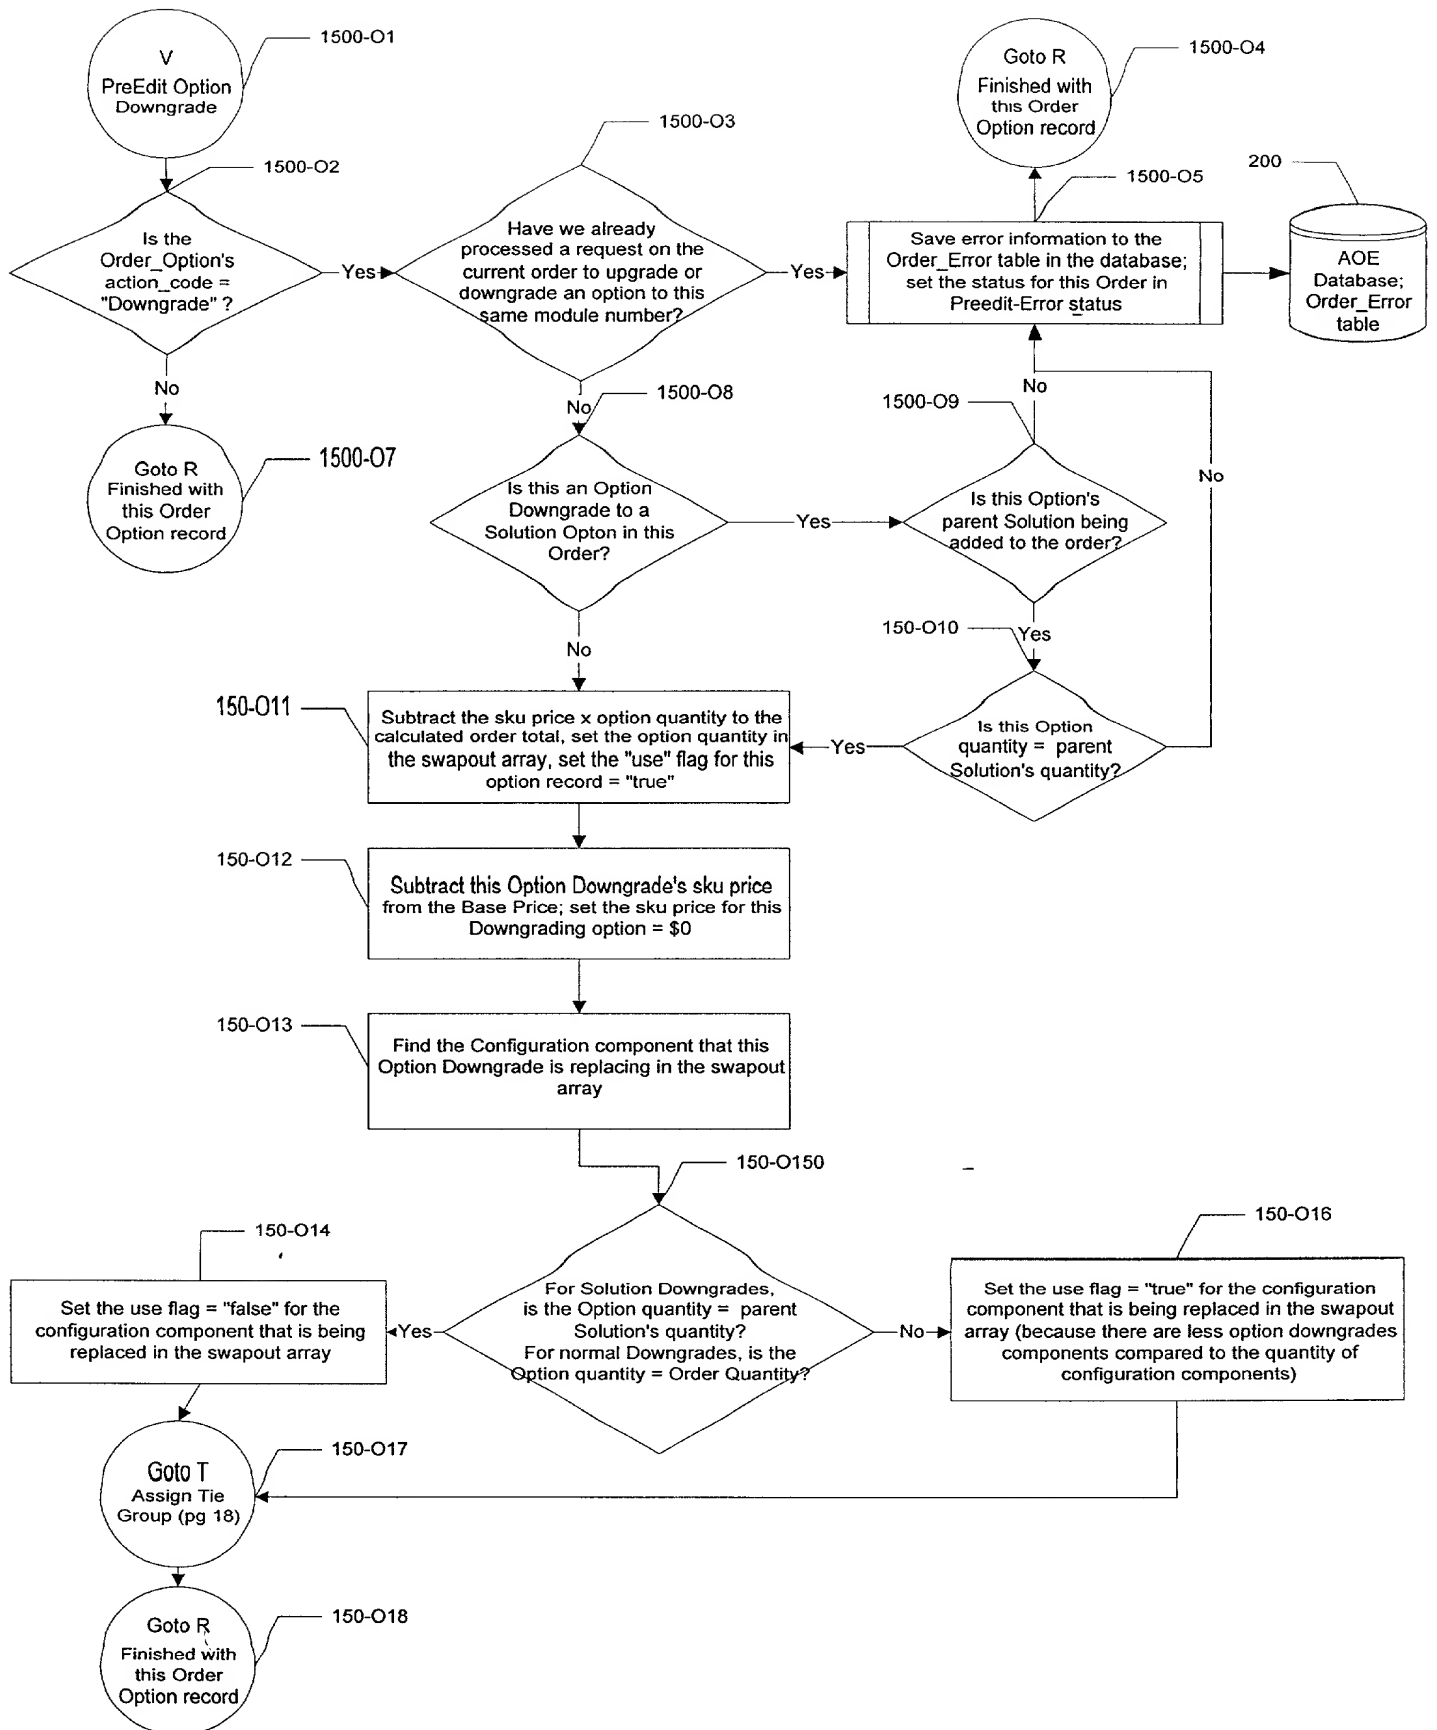 V
PreEdit Option
Downgrade
1500-O1
1500-O2
Is the
Order_Option's
action_code =
"Downgrade" ?
Yes
No
Goto R
Finished with
this Order
Option record
1500-O7
1500-O3
Have we already
processed a request on the
current order to upgrade or
downgrade an option to this
same module number?
Yes
No
Goto R
Finished with
this Order
Option record
1500-O4
1500-O5
Save error information to the
Order_Error table in the database;
set the status for this Order in
Preedit-Error status
200
AOE
Database;
Order_Error
table
1500-O8
Is this an Option
Downgrade to a
Solution Opton in this
Order?
Yes
No
1500-O9
No
Is this Option's
parent Solution being
added to the order?
Yes
No
150-O10
Is this Option
quantity = parent
Solution's quantity?
Yes
150-O11
Subtract the sku price x option quantity to the
calculated order total, set the option quantity in
the swapout array, set the "use" flag for this
option record = "true"
150-O12
Subtract this Option Downgrade's sku price
from the Base Price; set the sku price for this
Downgrading option = $0
150-O13
Find the Configuration component that this
Option Downgrade is replacing in the swapout
array
150-O150
For Solution Downgrades,
is the Option quantity = parent
Solution's quantity?
For normal Downgrades, is the
Option quantity = Order Quantity?
Yes
No
150-O14
Set the use flag = "false" for the
configuration component that is being
replaced in the swapout array
150-O16
Set the use flag = "true" for the configuration
component that is being replaced in the swapout
array (because there are less option downgrades
components compared to the quantity of
configuration components)
150-O17
Goto T
Assign Tie
Group (pg 18)
150-O18
Goto R
Finished with
this Order
Option record